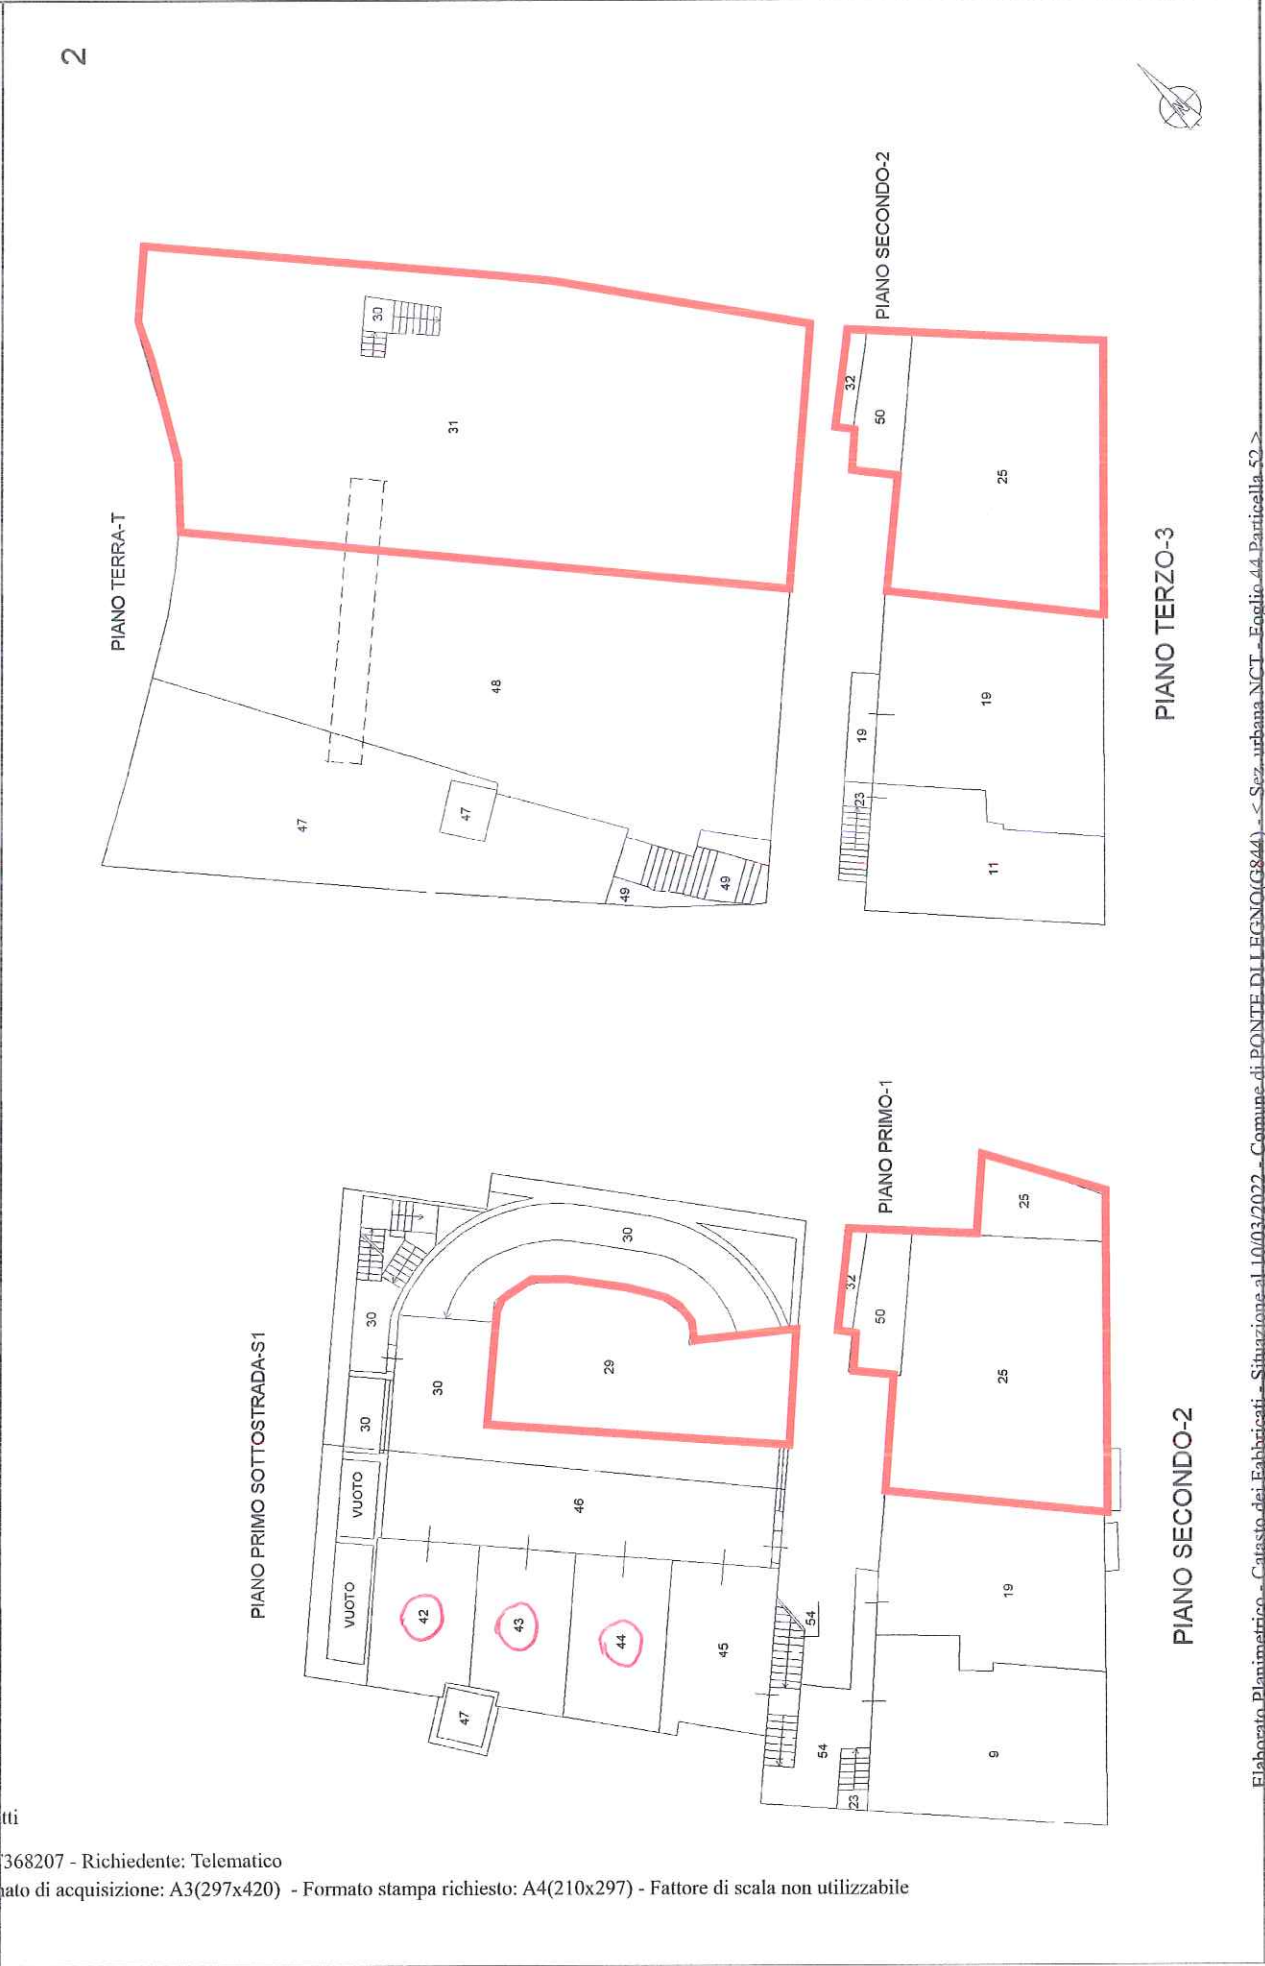 2
PIANO TERRA-T
30
31
48
47
47
49
49
PIANO SECONDO-2
32
50
25
19
19
23
11
PIANO TERZO-3
PIANO PRIMO SOTTOSTRADA-S1
30
30
30
30
29
VUOTO
VUOTO
46
42
43
44
45
47
54
54
23
PIANO PRIMO-1
32
50
25
25
19
9
PIANO SECONDO-2
Elaborato Planimetrico - Catasto dei Fabbricati - Situazione al 10/03/2022 - Comune di PONTE DI LEGNO(G844) - < Sez. urbana NCT - Foglio 44 Particella 52 >
tti
368207 - Richiedente: Telematico
nato di acquisizione: A3(297x420) - Formato stampa richiesto: A4(210x297) - Fattore di scala non utilizzabile